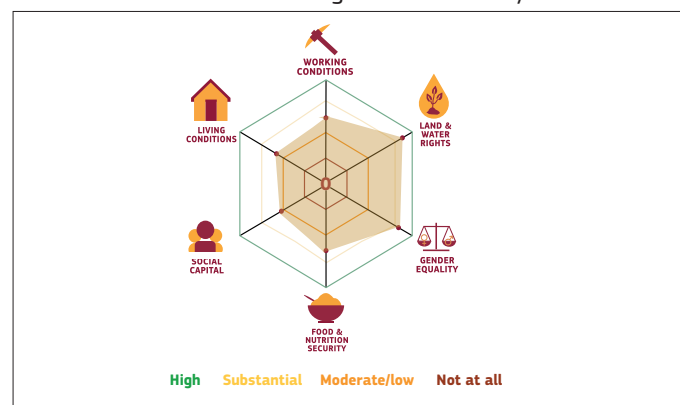 WORKING
CONDITIONS
LAND &
WATER
RIGHTS
LIVING
CONDITIONS
0
SOCIAL
CAPITAL
GENDER
EQUALITY
FOOD &
NUTRITION
SECURITY
High Substantial Moderate/low Not at all